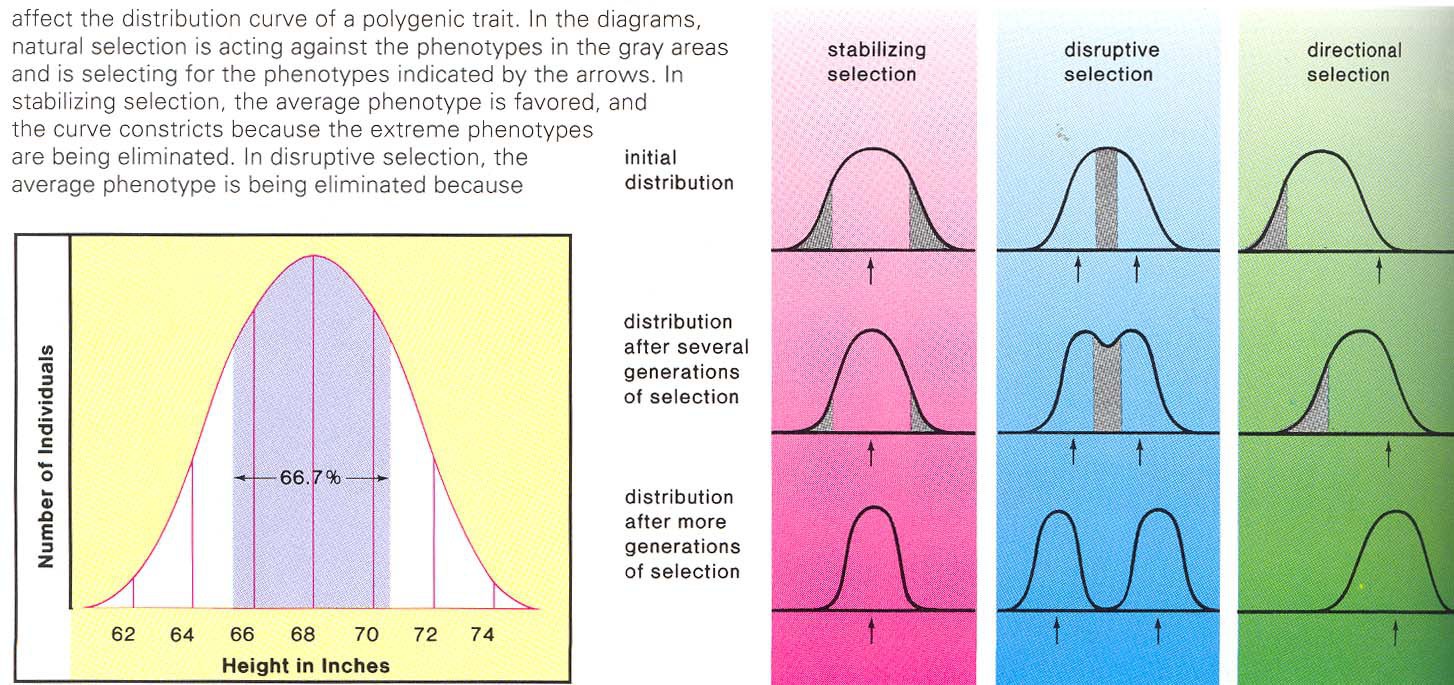 affect the distribution curve of a polygenic trait. In the diagrams,
natural selection is acting against the phenotypes in the gray areas
and is selecting for the phenotypes indicated by the arrows. In
stabilizing selection, the average phenotype is favored, and
the curve constricts because the extreme phenotypes
are being eliminated. In disruptive selection, the
average phenotype is being eliminated because
Number of Individuals
66.7%
62 64 66 68 70 72 74
Height in Inches
stabilizing
selection
disruptive
selection
directional
selection
initial
distribution
distribution
after several
generations
of selection
distribution
after more
generations
of selection